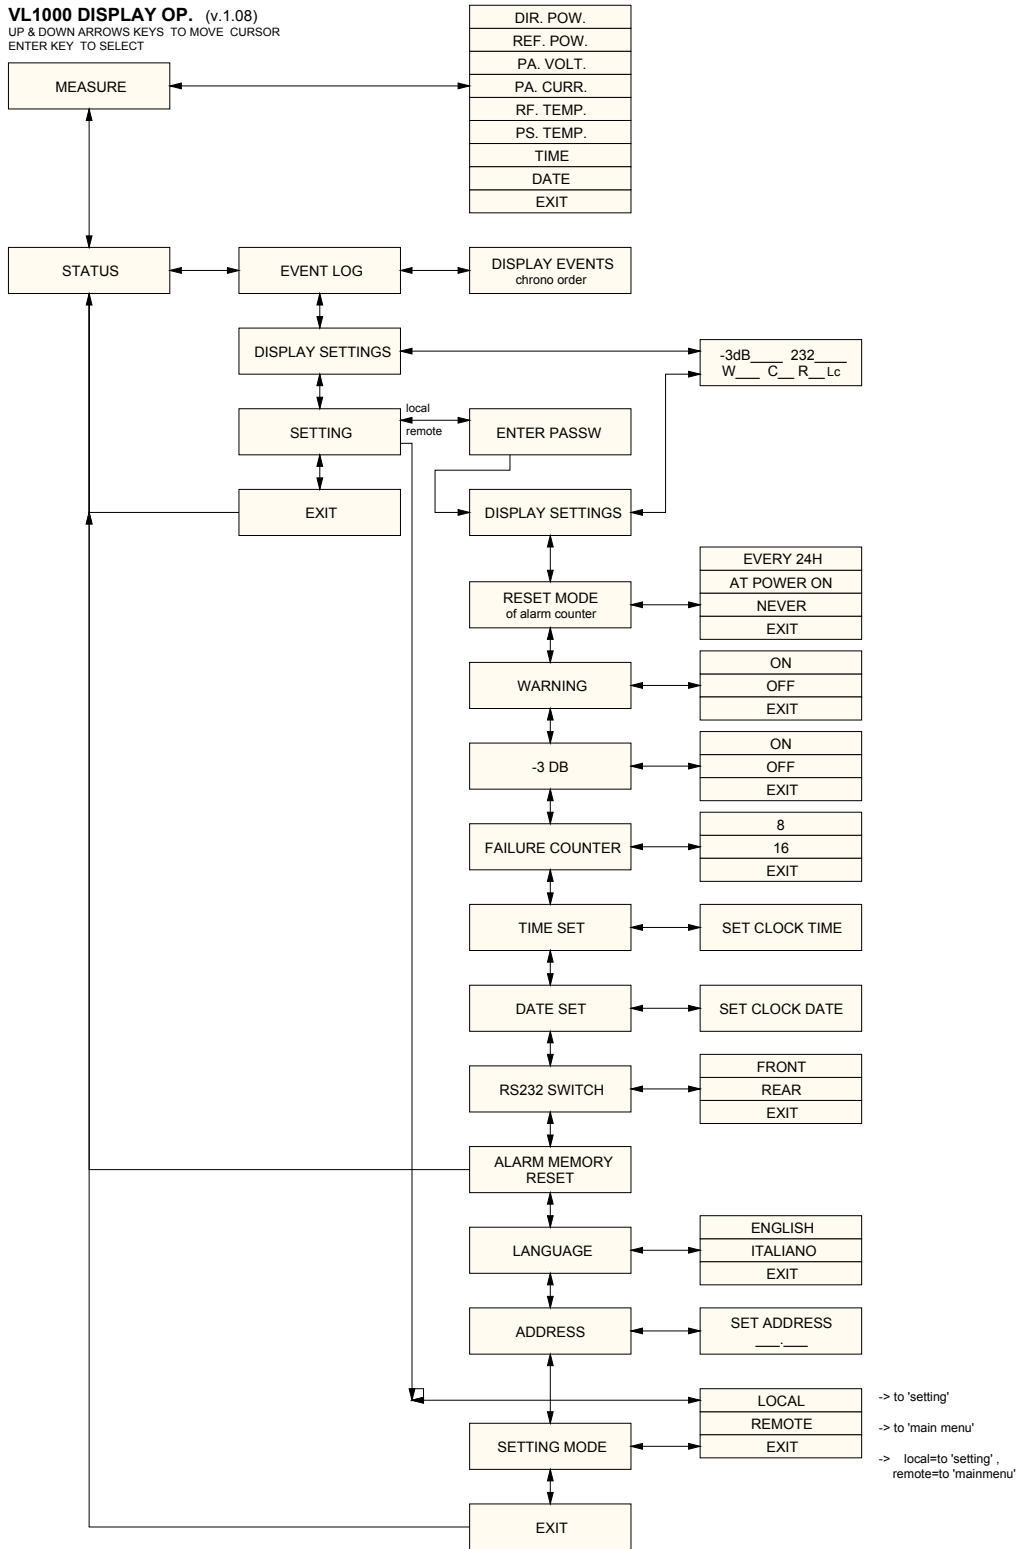 VL1000 DISPLAY OP. (v.1.08)
UP & DOWN ARROWS KEYS TO MOVE CURSOR
ENTER KEY TO SELECT
MEASURE
DIR. POW.
REF. POW.
PA. VOLT.
PA. CURR.
RF. TEMP.
PS. TEMP.
TIME
DATE
EXIT
STATUS
EVENT LOG
DISPLAY EVENTS
chrono order
DISPLAY SETTINGS
-3dB____ 232____
W___ C__ R__ Lc
SETTING
local
remote
ENTER PASSW
EXIT
DISPLAY SETTINGS
RESET MODE
of alarm counter
EVERY 24H
AT POWER ON
NEVER
EXIT
WARNING
ON
OFF
EXIT
-3 DB
ON
OFF
EXIT
FAILURE COUNTER
8
16
EXIT
TIME SET
SET CLOCK TIME
DATE SET
SET CLOCK DATE
RS232 SWITCH
FRONT
REAR
EXIT
ALARM MEMORY
RESET
LANGUAGE
ENGLISH
ITALIANO
EXIT
ADDRESS
SET ADDRESS
___.___
SETTING MODE
LOCAL
REMOTE
EXIT
-> to 'setting'
-> to 'main menu'
-> local=to 'setting' ,
remote=to 'mainmenu'
EXIT